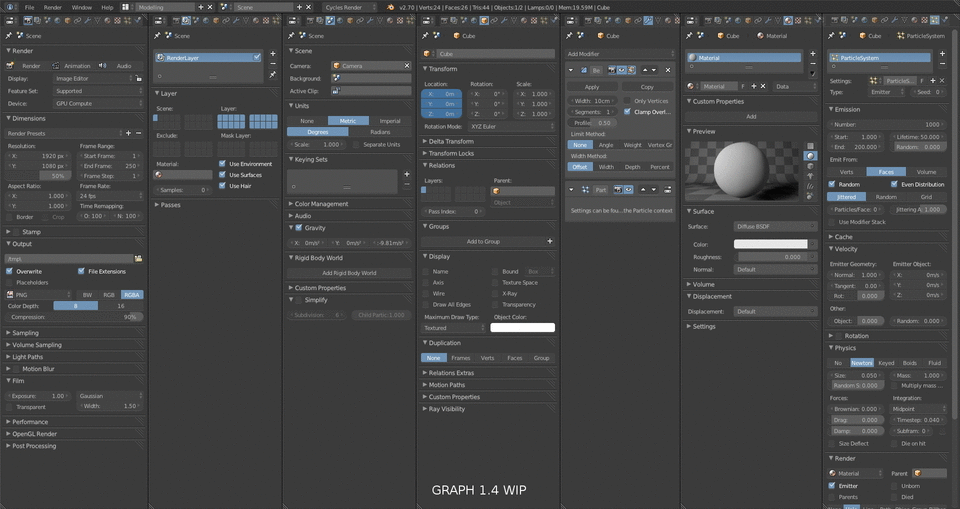 File Render Window Help Modeling Scene Cycles Render v2.70 | Verts:24 | Faces:26 | Tris:44 | Objects:1/2 | Lamps:0/0 | Mem:19.59M | Cube
Scene
Render
Render Animation Audio
Display: Image Editor
Feature Set: Supported
Device: GPU Compute
Dimensions
Render Presets
Resolution: Frame Range:
X: 1920 px Start Frame: 1
Y: 1080 px End Frame: 250
50% Frame Step: 1
Aspect Ratio: Frame Rate:
X: 1.000 24 fps
Y: 1.000 Time Remapping:
Border Crop O: 100 N: 100
Stamp
Output
/tmp\
Overwrite File Extensions
Placeholders
PNG BW RGB RGBA
Color Depth: 8 16
Compression: 90%
Sampling
Volume Sampling
Light Paths
Motion Blur
Film
Exposure: 1.00 Gaussian
Transparent Width: 1.50
Performance
OpenGL Render
Post Processing
Scene
RenderLayer
Layer
Scene: Layer:
Exclude: Mask Layer:
Material: Use Environment
Use Surfaces
Samples: 0 Use Hair
Passes
Scene
Scene
Camera: Camera
Background:
Active Clip:
Units
None Metric Imperial
Degrees Radians
Scale: 1.000 Separate Units
Keying Sets
Color Management
Audio
Gravity
X: 0m/s² Y: 0m/s² : -9.81m/s²
Rigid Body World
Add Rigid Body World
Custom Properties
Simplify
Subdivision: 6 Child Partic: 1.000
Cube
Cube
Transform
Location: Rotation: Scale:
X: 0m X: 0° X: 1.000
Y: 0m Y: 0° Y: 1.000
Z: 0m Z: 0° Z: 1.000
Rotation Mode: XYZ Euler
Delta Transform
Transform Locks
Relations
Layers: Parent:
Object
Pass Index: 0
Groups
Add to Group
Display
Name Bound Box
Axis Texture Space
Wire X-Ray
Draw All Edges Transparency
Maximum Draw Type: Object Color:
Textured
Duplication
None Frames Verts Faces Group
Relations Extras
Motion Paths
Custom Properties
Ray Visibility
GRAPH 1.4 WIP
Cube
Add Modifier
Be
Apply Copy
Width: 10cm Only Vertices
Segments: 1 Clamp Overl...
Profile: 0.50
Limit Method:
None Angle Weight Vertex Gr
Width Method:
Offset Width Depth Percent
Part
Settings can be fou...the Particle context
Cube Material
Material
Material F Data
Custom Properties
Add
Preview
Surface
Surface: Diffuse BSDF
Color:
Roughness: 0.000
Normal: Default
Volume
Displacement
Displacement: Default
Settings
Cube ParticleSystem
ParticleSystem
Settings: ParticleS... F
Type: Emitter Seed: 0
Emission
Number: 1000
Start: 1.000 Lifetime: 50.000
End: 200.000 Random: 0.000
Emit From:
Verts Faces Volume
Random Even Distribution
Jittered Random Grid
Particles/Face: 0 Jittering A: 1.000
Use Modifier Stack
Cache
Velocity
Emitter Geometry: Emitter Object:
Normal: 1.000 X: 0m/s
Tangent: 0.00 Y: 0m/s
Rot: 0.000 Z: 0m/s
Other:
Object: 0.000 Random: 0.000
Rotation
Physics
No Newtoni Keyed Boids Fluid
Size: 0.050 Mass: 1.000
Random S: 0.000 Multiply mass ...
Forces: Integration:
Brownian: 0.000 Midpoint
Drag: 0.000 Timestep: 0.040
Damp: 0.000 Subfram: 0
Size Deflect Die on hit
Render
Material Parent
Emitter Unborn
Parents Died